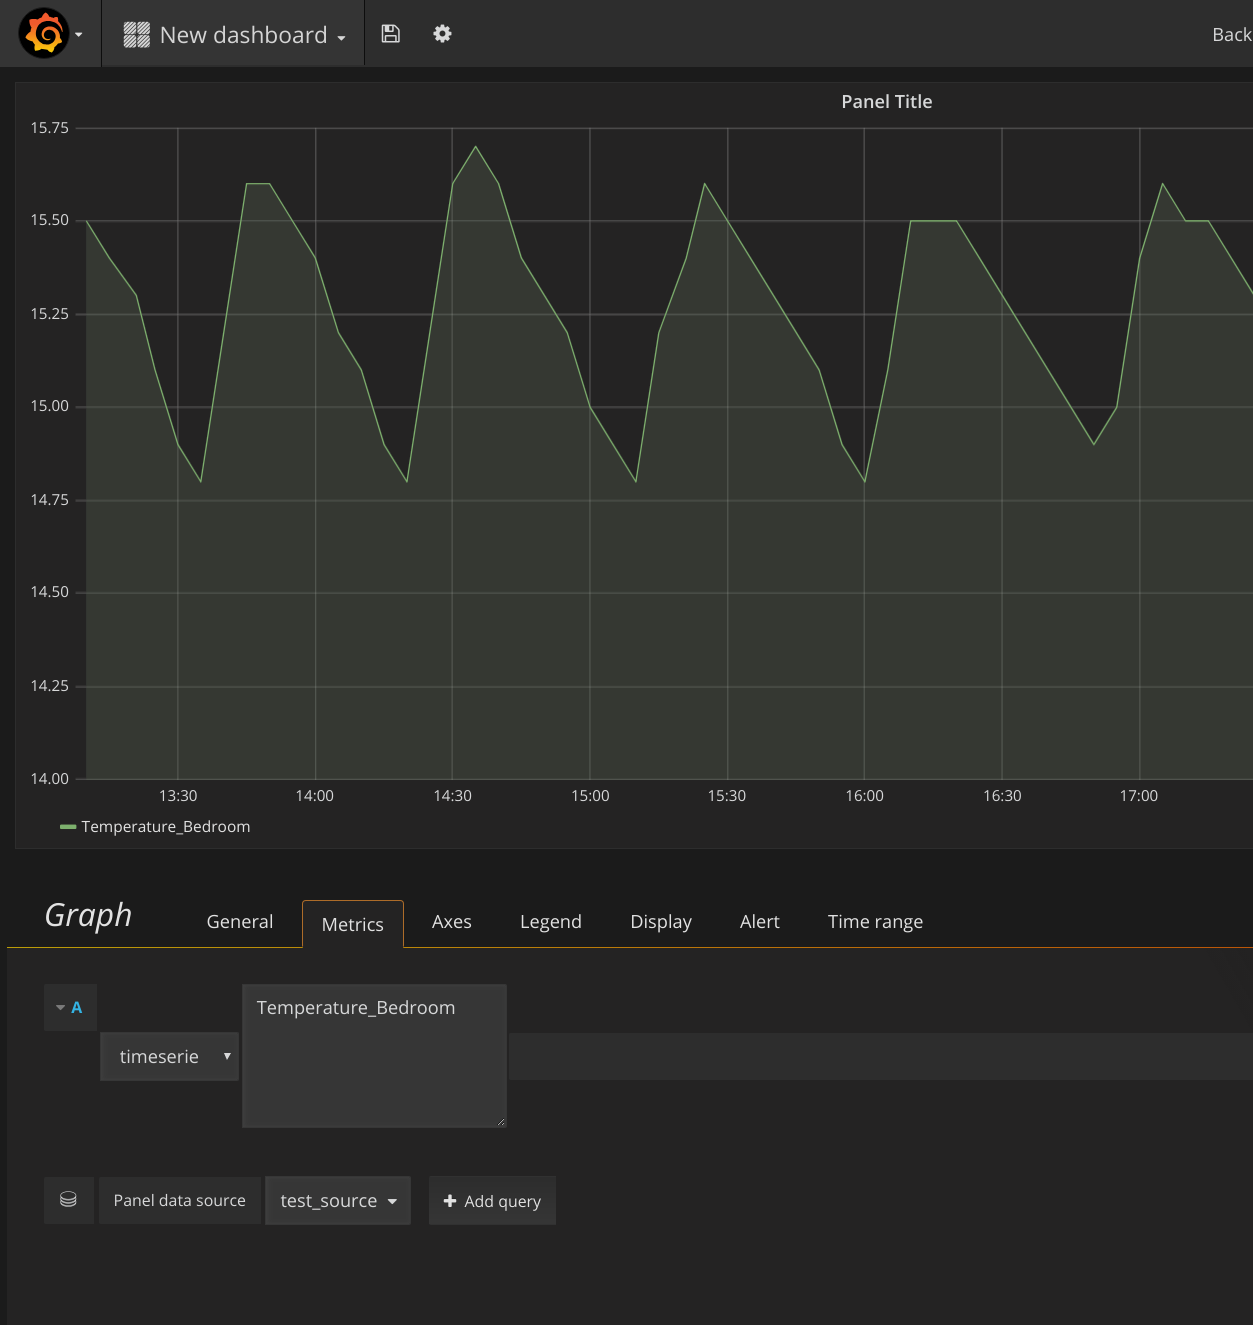 New dashboard
Back
Panel Title
15.75
15.50
15.25
15.00
14.75
14.50
14.25
14.00
13:30 14:00 14:30 15:00 15:30 16:00 16:30 17:00
Temperature_Bedroom
Graph General Metrics Axes Legend Display Alert Time range
A
Temperature_Bedroom
timeserie
Panel data source test_source Add query